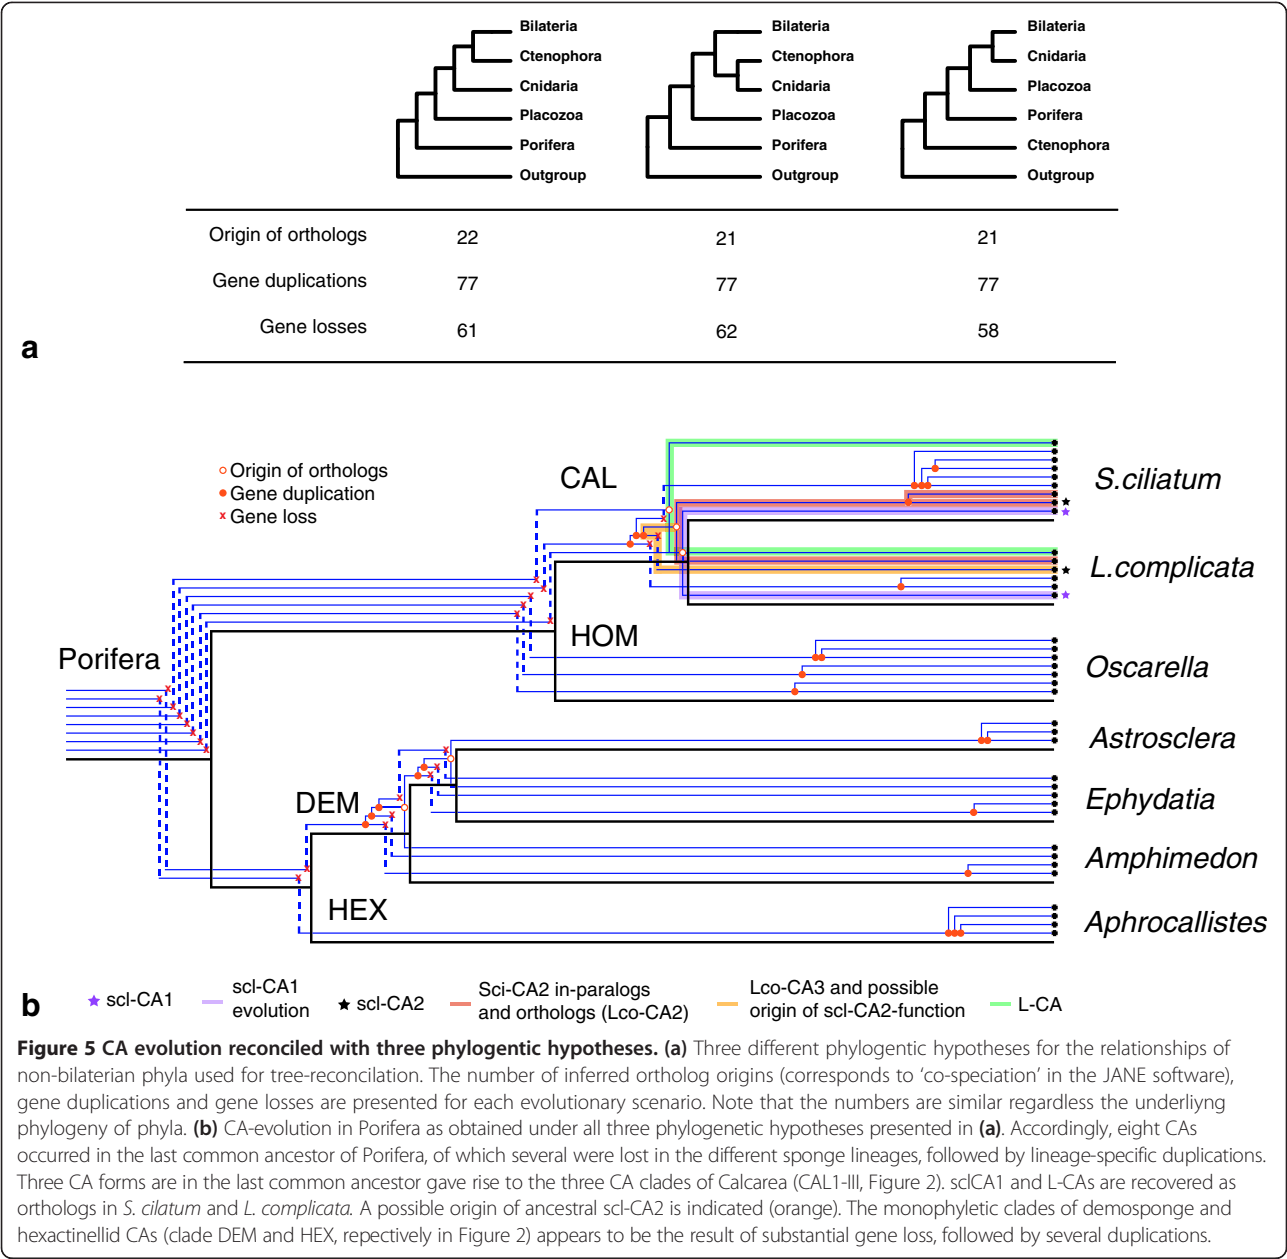 Bilateria
Ctenophora
Cnidaria
Placozoa
Porifera
Outgroup
Bilateria
Ctenophora
Cnidaria
Placozoa
Porifera
Outgroup
Bilateria
Cnidaria
Placozoa
Porifera
Ctenophora
Outgroup
Origin of orthologs 22 21 21
Gene duplications 77 77 77
Gene losses 61 62 58
a
Origin of orthologs
Gene duplication
x Gene loss
CAL
HOM
Porifera
DEM
HEX
S.ciliatum
L.complicata
Oscarella
Astrosclera
Ephydatia
Amphimedon
Aphrocallistes
b
scl-CA1
scl-CA1
evolution
scl-CA2
Sci-CA2 in-paralogs
and orthologs (Lco-CA2)
Lco-CA3 and possible
origin of scl-CA2-function
L-CA
Figure 5 CA evolution reconciled with three phylogentic hypotheses. (a) Three different phylogentic hypotheses for the relationships of
non-bilaterian phyla used for tree-reconcilation. The number of inferred ortholog origins (corresponds to ‘co-speciation’ in the JANE software),
gene duplications and gene losses are presented for each evolutionary scenario. Note that the numbers are similar regardless the underliyng
phylogeny of phyla. (b) CA-evolution in Porifera as obtained under all three phylogenetic hypotheses presented in (a). Accordingly, eight CAs
occurred in the last common ancestor of Porifera, of which several were lost in the different sponge lineages, followed by lineage-specific duplications.
Three CA forms are in the last common ancestor gave rise to the three CA clades of Calcarea (CAL1-III, Figure 2). sclCA1 and L-CAs are recovered as
orthologs in S. cilatum and L. complicata. A possible origin of ancestral scl-CA2 is indicated (orange). The monophyletic clades of demosponge and
hexactinellid CAs (clade DEM and HEX, repectively in Figure 2) appears to be the result of substantial gene loss, followed by several duplications.